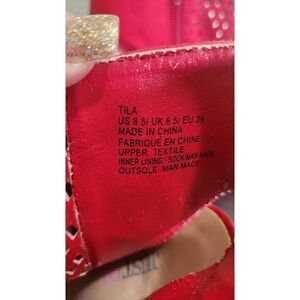 TILA
US 8.5/ UK 6.5/ EU 39
MADE IN CHINA
FABRIQUÉ EN CHINE
UPPER: TEXTILE
INNER LINING / SOCK:MAN MADE
OUTSOLE: MAN MADE
JUST